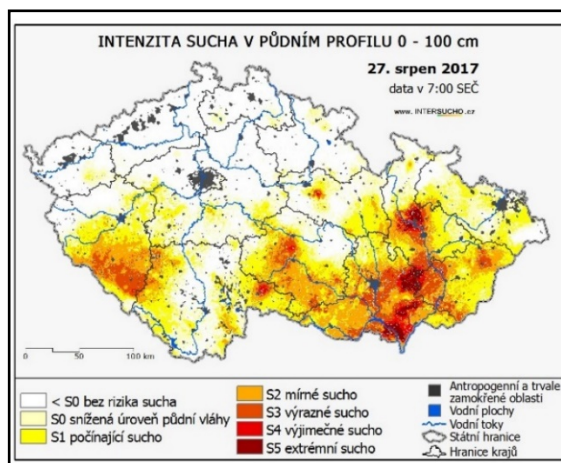 INTENZITA SUCHA V PŮDNÍM PROFILU 0 - 100 cm
27. srpen 2017
data v 7:00 SEČ
www.INTERSUCHO.cz
0 50 100 km
< S0 bez rizika sucha
S0 snížená úroveň půdní vláhy
S1 počínající sucho
S2 mírné sucho
S3 výrazné sucho
S4 výjimečné sucho
S5 extrémní sucho
Antropogenní a trvale
zamokřené oblasti
Vodní plochy
Vodní toky
Státní hranice
Hranice krajů